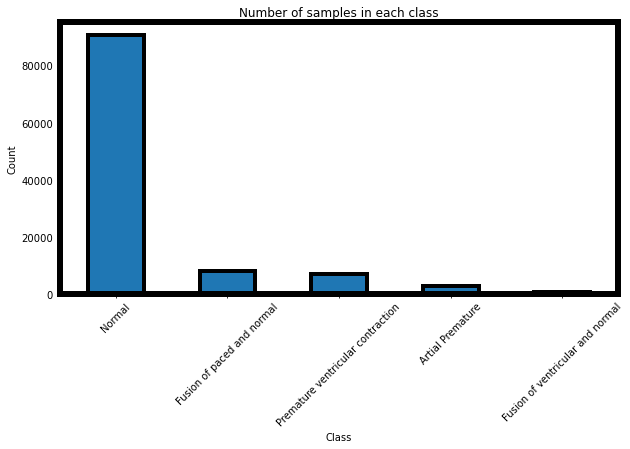 Number of samples in each class
Count
80000
60000
40000
20000
0
Normal
Fusion of paced and normal
Premature ventricular contraction
Artial Premature
Fusion of ventricular and normal
Class